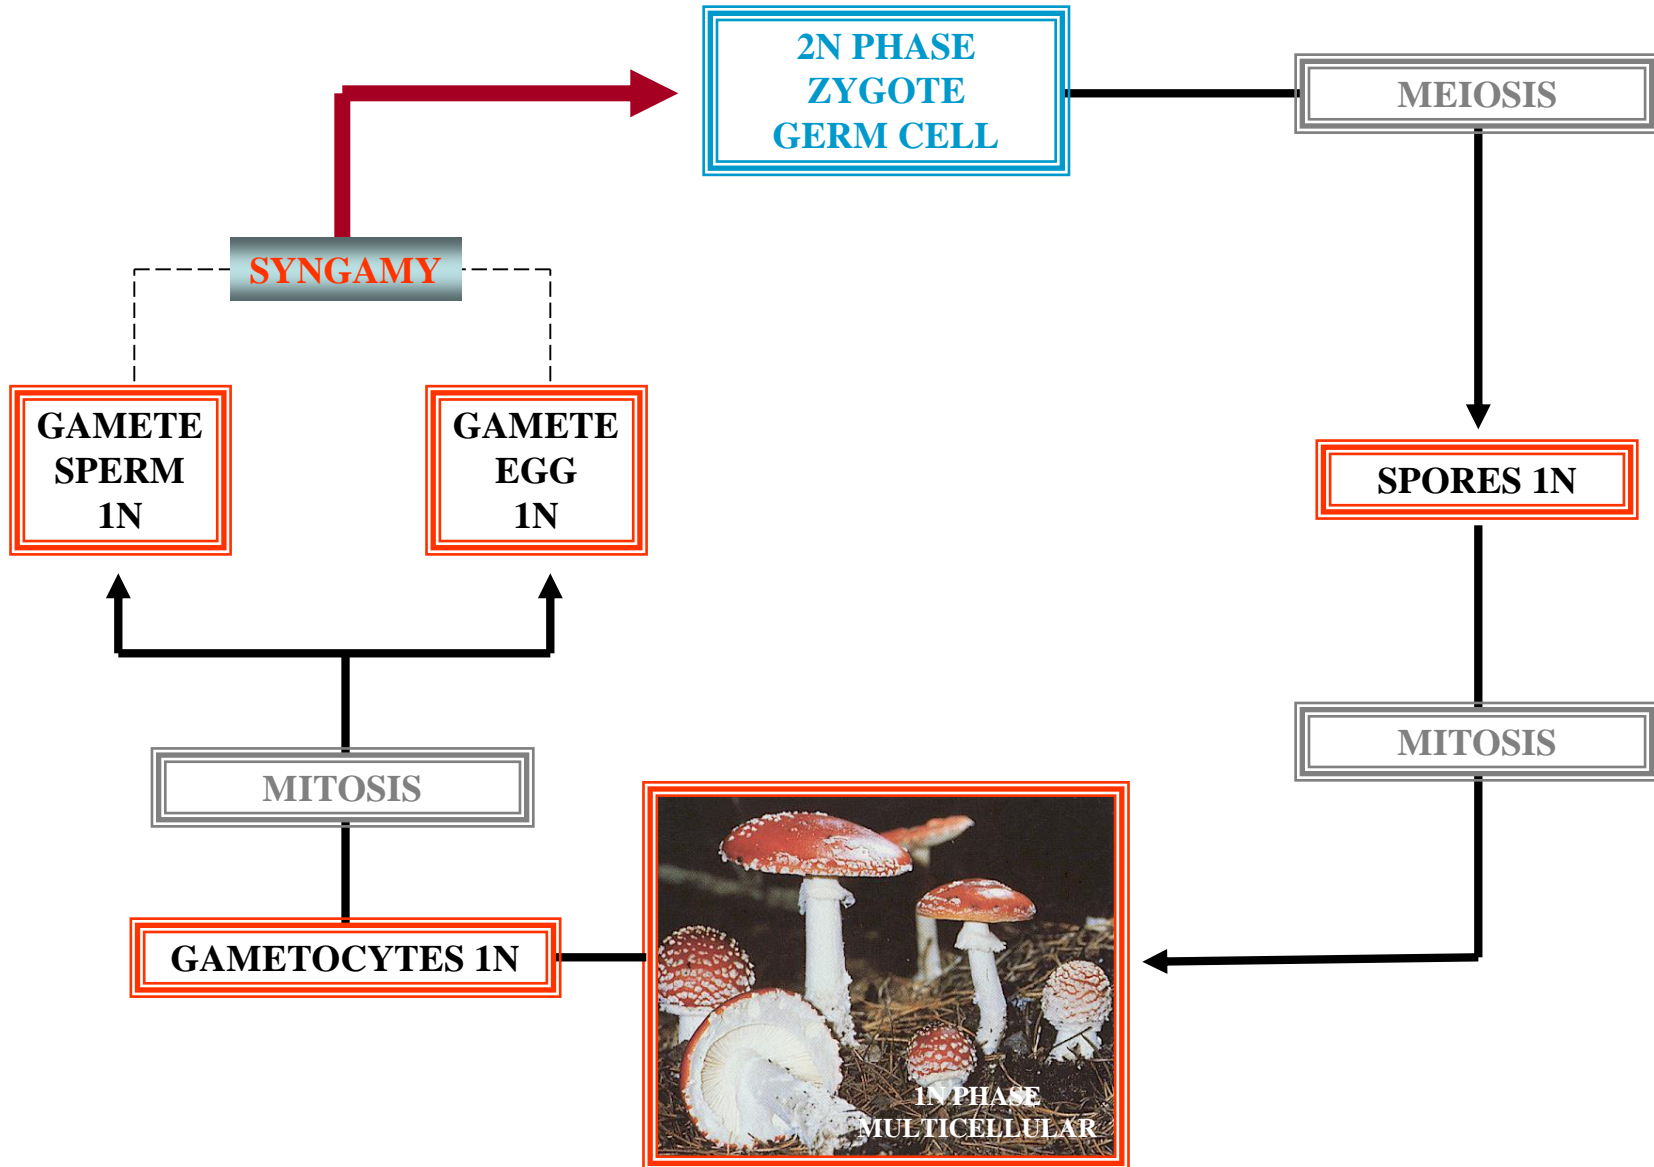 2N PHASE
ZYGOTE
GERM CELL
MEIOSIS
SYNGAMY
GAMETE
SPERM
1N
GAMETE
EGG
1N
SPORES 1N
MITOSIS
MITOSIS
GAMETOCYTES 1N
1N PHASE
MULTICELLULAR